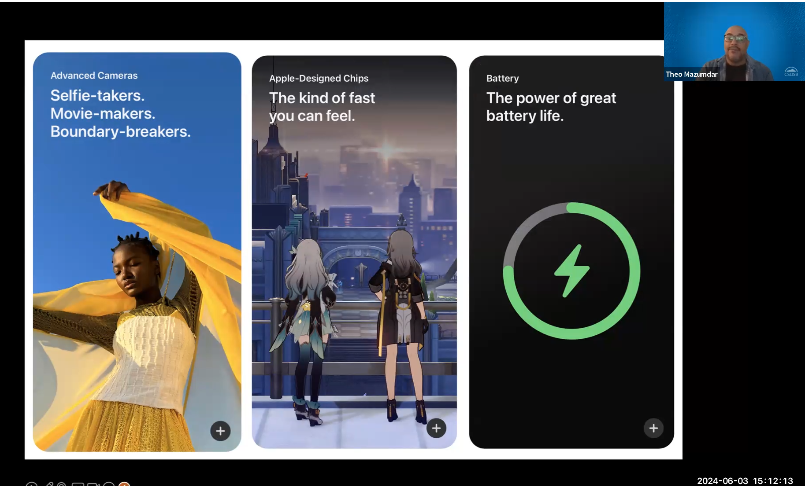 Advanced Cameras
Selfie-takers.
Movie-makers.
Boundary-breakers.
Apple-Designed Chips
The kind of fast
you can feel.
Battery
The power of great
battery life.
Theo Mazumdar
2024-06-03 15:12:13